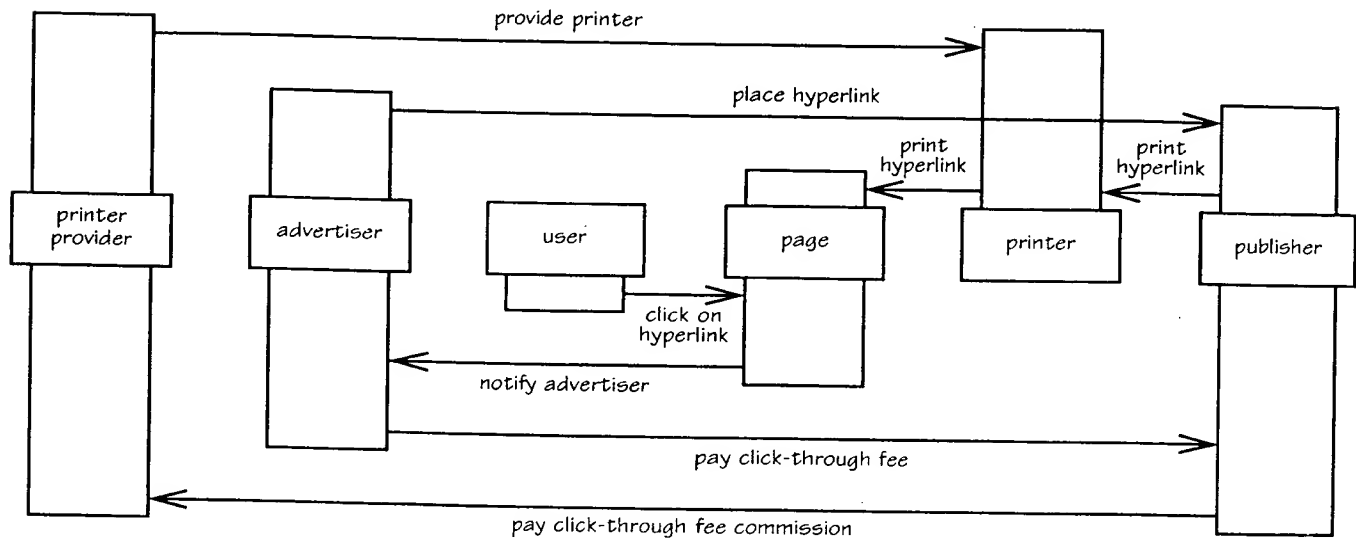 provide printer
place hyperlink
print
hyperlink
print
hyperlink
printer
provider
advertiser
user
page
printer
publisher
click on
hyperlink
notify advertiser
pay click-through fee
pay click-through fee commission